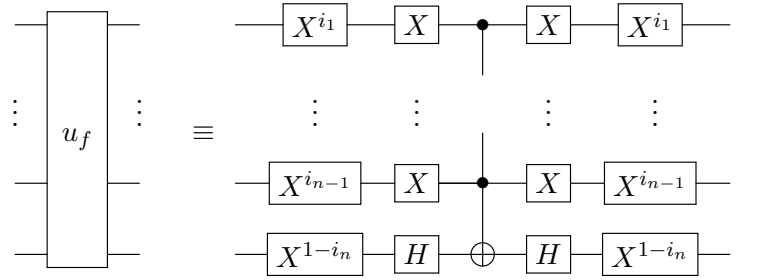 X^{i_1} X X X^{i_1}
⋮ ⋮ ≡ ⋮ ⋮ ⋮ ⋮
u_f
X^{i_{n-1}} X X X^{i_{n-1}}
X^{1-i_n} H H X^{1-i_n}